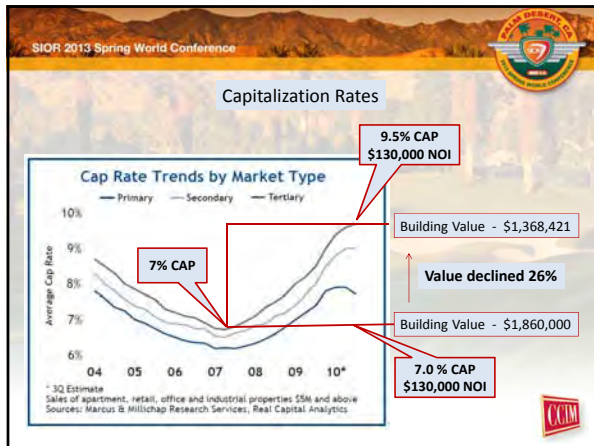 SIOR 2013 Spring World Conference
PALM DESERT, CA
2013 SPRING WORLD CONFERENCE
Capitalization Rates
9.5% CAP
$130,000 NOI
Cap Rate Trends by Market Type
Primary Secondary Tertiary
10%
9%
8%
7%
6%
Average Cap Rate
7% CAP
Building Value - $1,368,421
Value declined 26%
Building Value - $1,860,000
04 05 06 07 08 09 10*
7.0 % CAP
$130,000 NOI
* 3Q Estimate
Sales of apartment, retail, office and industrial properties $5M and above
Sources: Marcus & Millichap Research Services, Real Capital Analytics
CCIM